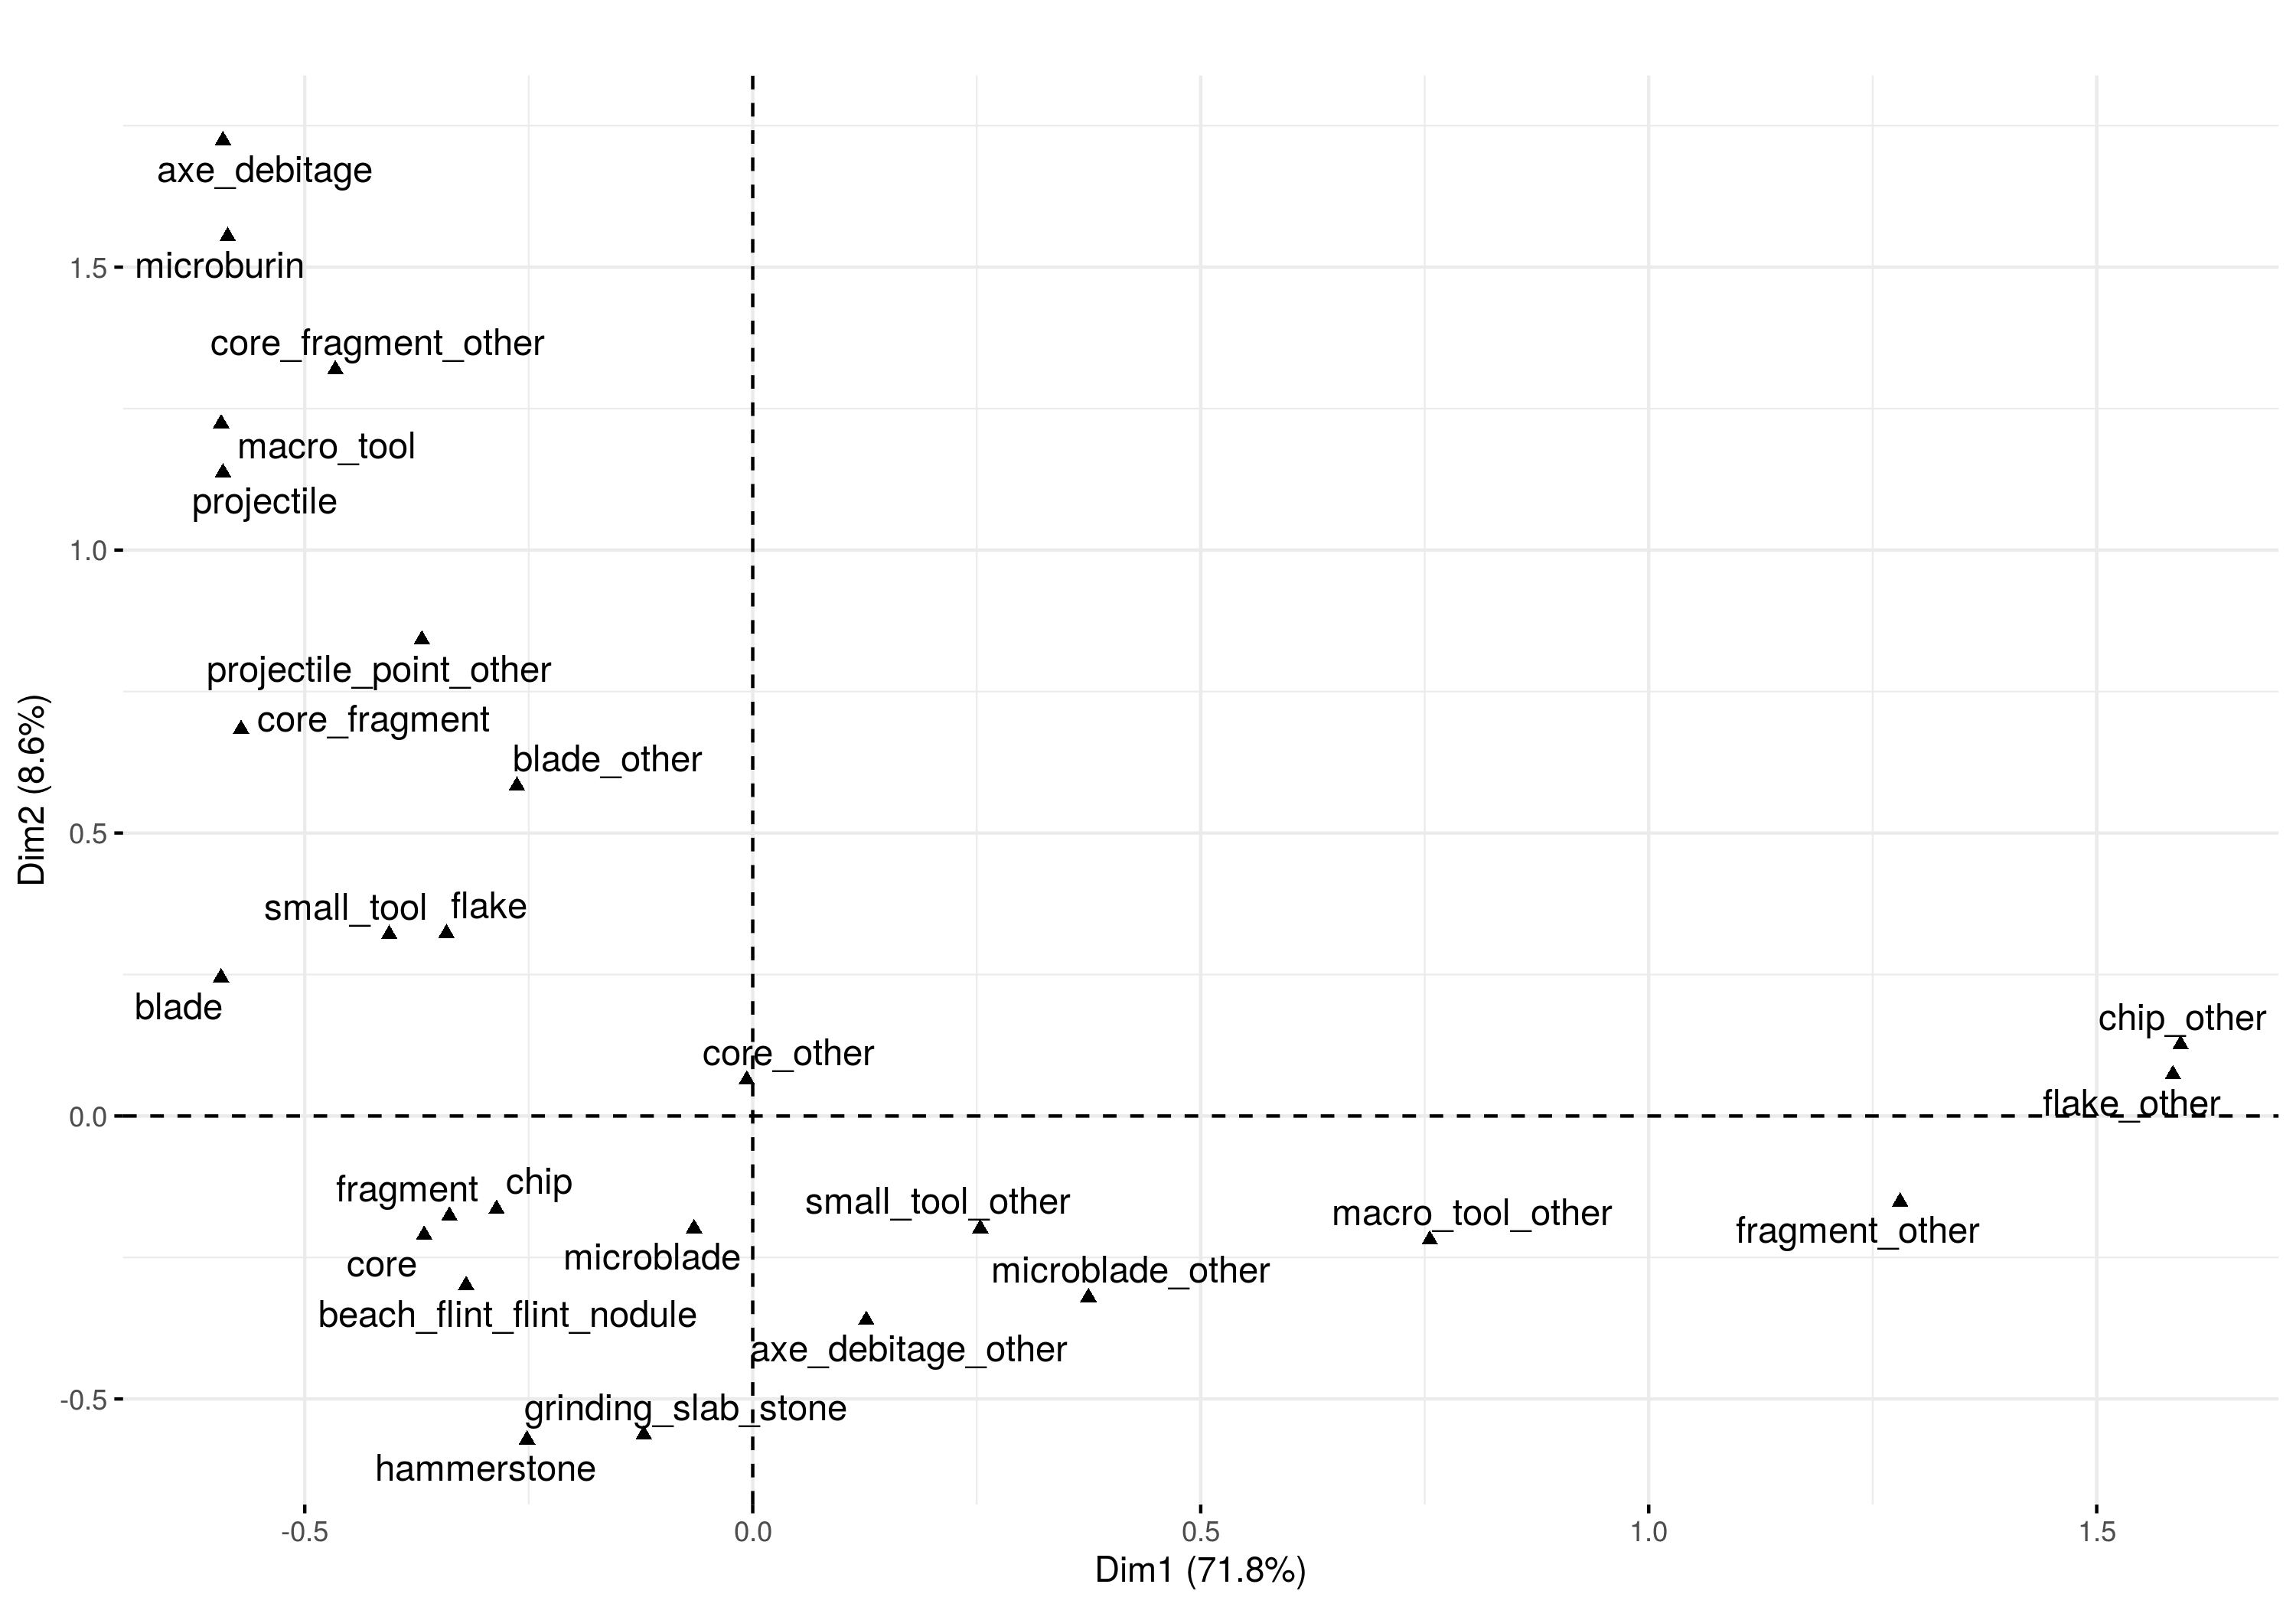 axe_debitage
microburin
1.5
core_fragment_other
macro_tool
projectile
1.0
projectile_point_other
core_fragment
blade_other
Dim2 (8.6%)
0.5
small_tool
flake
blade
chip_other
core_other
flake_other
0.0
fragment
chip
small_tool_other
macro_tool_other
fragment_other
core
microblade
microblade_other
beach_flint_flint_nodule
axe_debitage_other
-0.5
grinding_slab_stone
hammerstone
-0.5
0.0
0.5
1.0
1.5
Dim1 (71.8%)